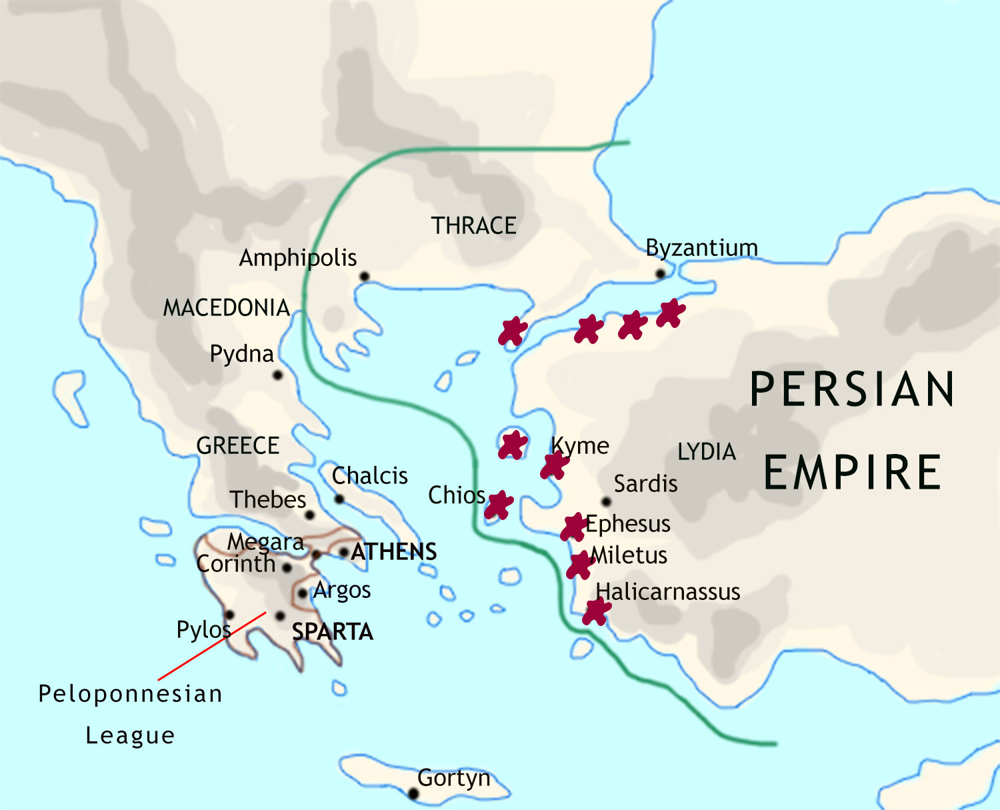 THRACE
Byzantium
Amphipolis
MACEDONIA
Pydna
PERSIAN
EMPIRE
GREECE
Kyme
LYDIA
Chalcis
Sardis
Chios
Thebes
Ephesus
Megara
ATHENS
Miletus
Corinth
Argos
Halicarnassus
Pylos
SPARTA
Peloponnesian
League
Gortyn